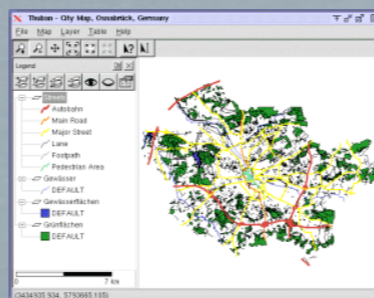 Thuban - City Map, Osnabrück, Germany
File Map Layer Table Help
Legend
Streets
Autobahn
Main Road
Major Street
Lane
Footpath
Pedestrian Area
Gewässer
DEFAULT
Gewässerflächen
DEFAULT
Grünflächen
DEFAULT
0 7 km